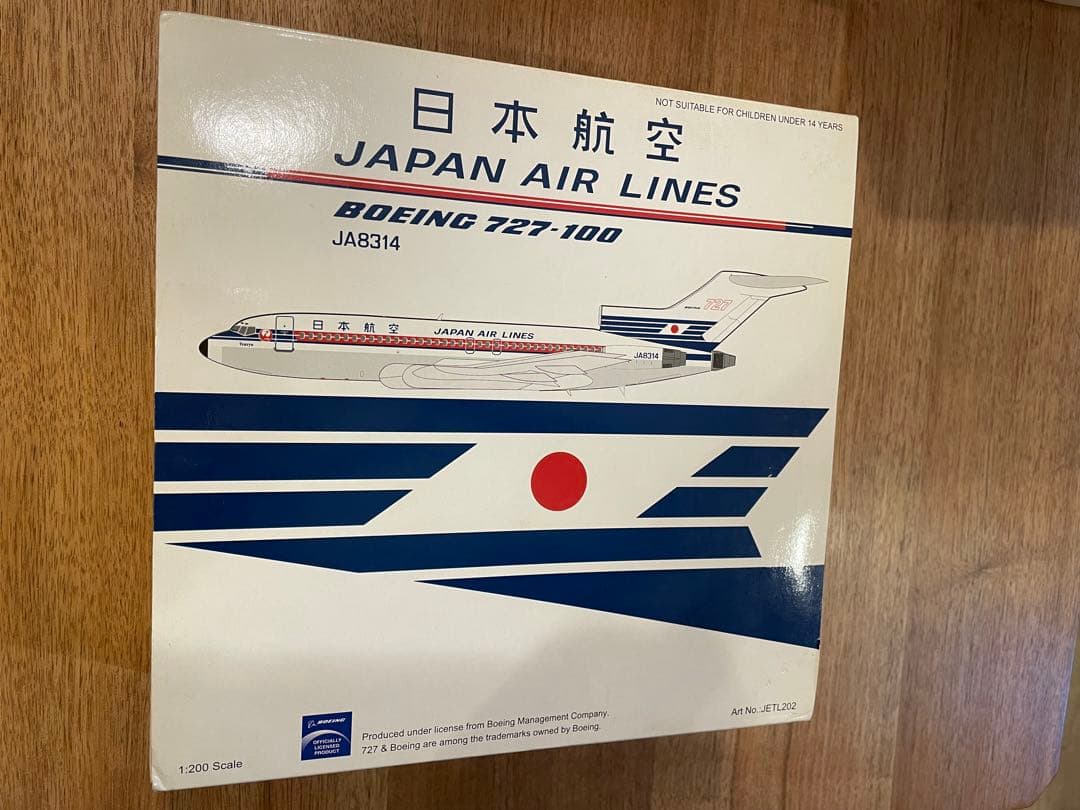 NOT SUITABLE FOR CHILDREN UNDER 14 YEARS
日本航空
JAPAN AIR LINES
BOEING 727-100
JA8314
BOEING 727
日本航空 JAPAN AIR LINES
JA8314
BOEING
OFFICIALLY
LICENSED
PRODUCT
Produced under license from Boeing Management Company.
727 & Boeing are among the trademarks owned by Boeing.
Art No.:JETL202
1:200 Scale